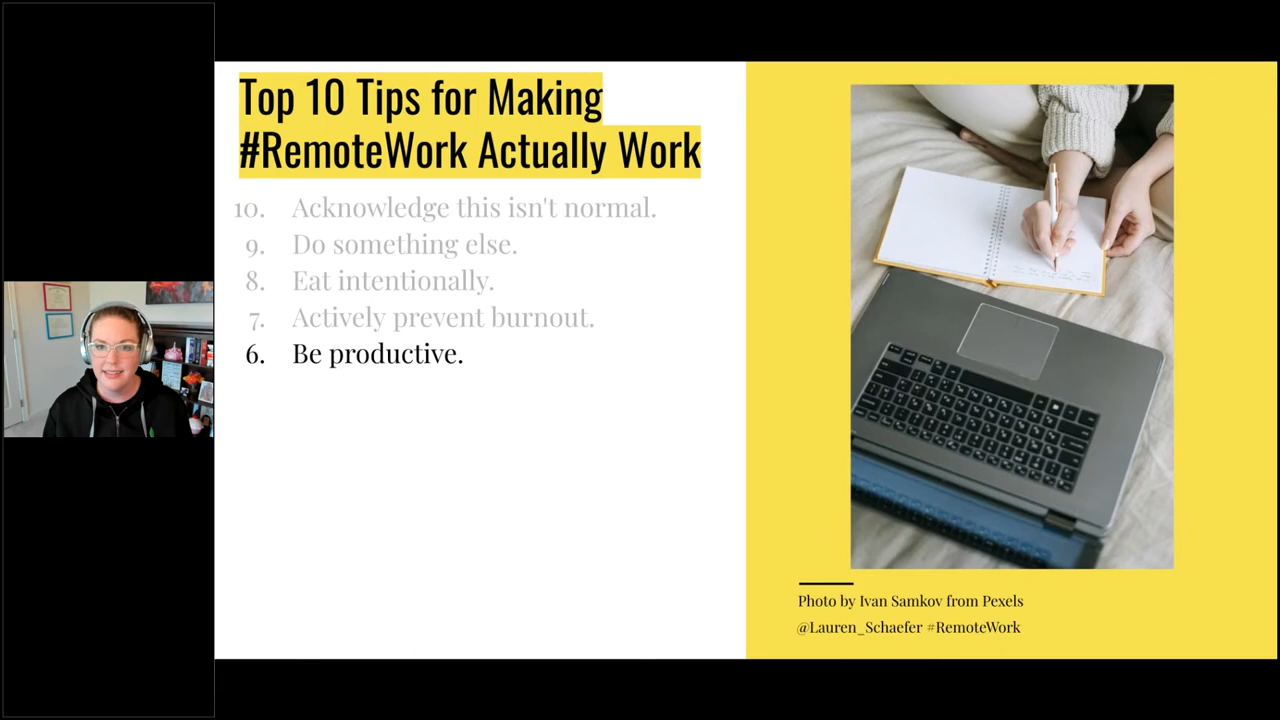 Top 10 Tips for Making
#RemoteWork Actually Work
10. Acknowledge this isn't normal.
9. Do something else.
8. Eat intentionally.
7. Actively prevent burnout.
6. Be productive.
Photo by Ivan Samkov from Pexels
@Lauren_Schaefer #RemoteWork